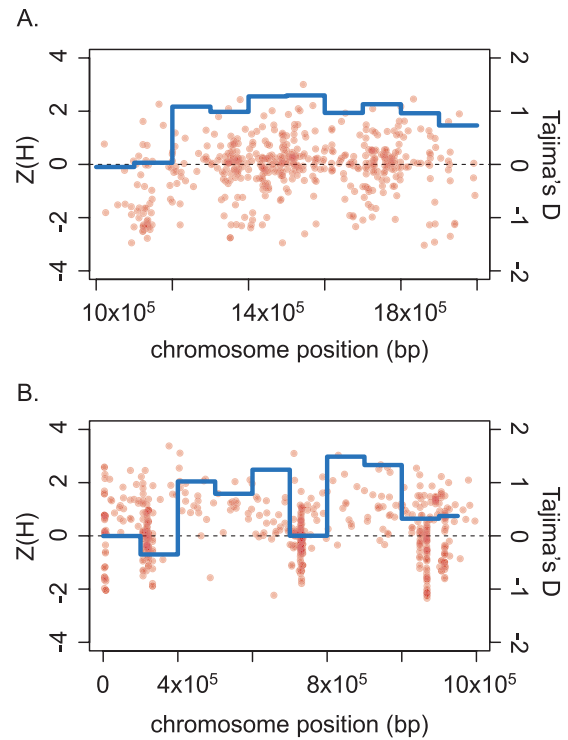 A.
4
2
0
-2
-4
Z(H)
2
1
0
-1
-2
Tajima's D
10x10⁵
14x10⁵
18x10⁵
chromosome position (bp)
B.
4
2
0
-2
-4
Z(H)
2
1
0
-1
-2
Tajima's D
0
4x10⁵
8x10⁵
10x10⁵
chromosome position (bp)